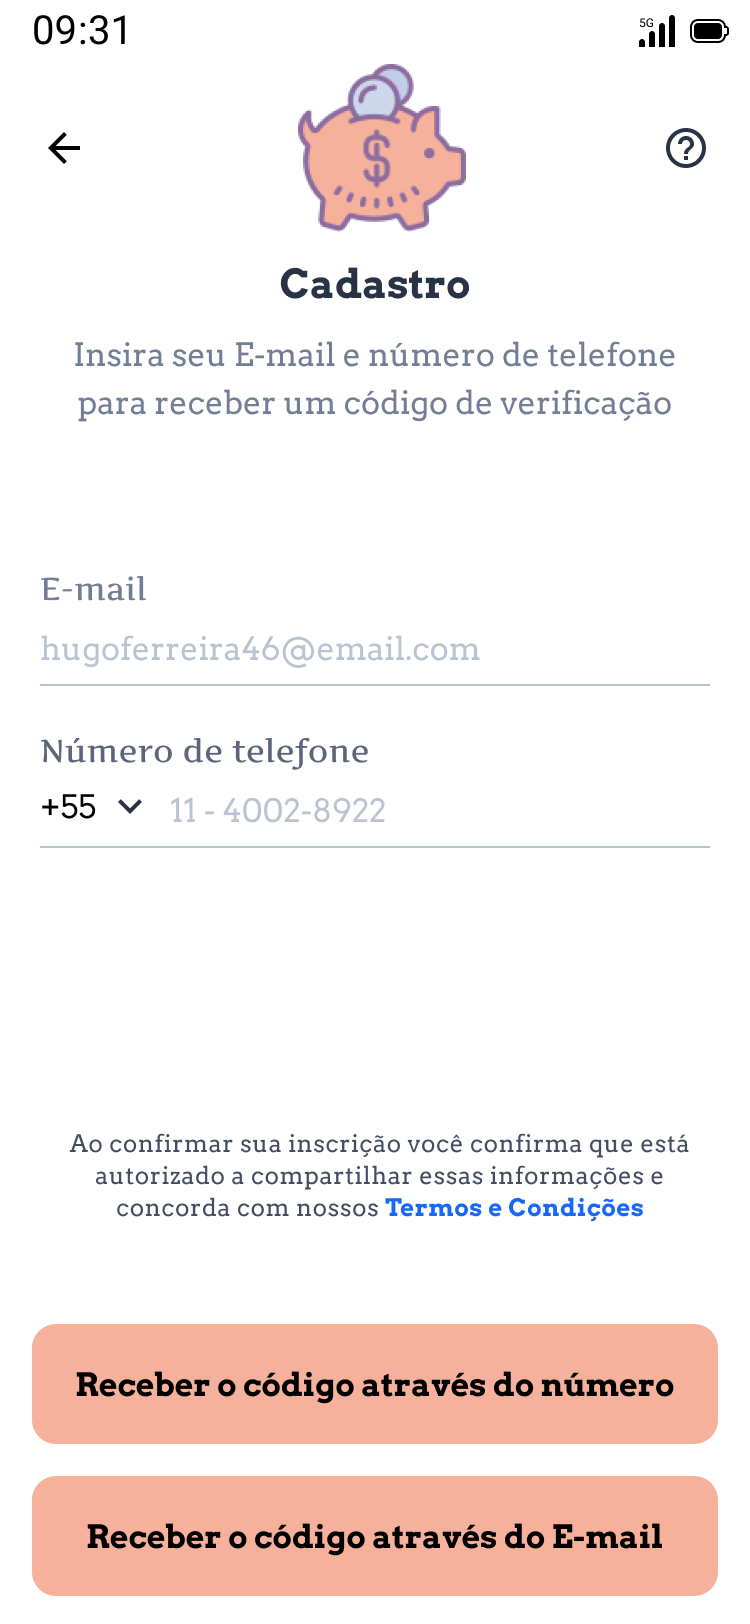 09:31
5G
$
Cadastro
Insira seu E-mail e número de telefone
para receber um código de verificação
E-mail
hugoferreira46@email.com
Número de telefone
+55 11 - 4002-8922
Ao confirmar sua inscrição você confirma que está
autorizado a compartilhar essas informações e
concorda com nossos Termos e Condições
Receber o código através do número
Receber o código através do E-mail